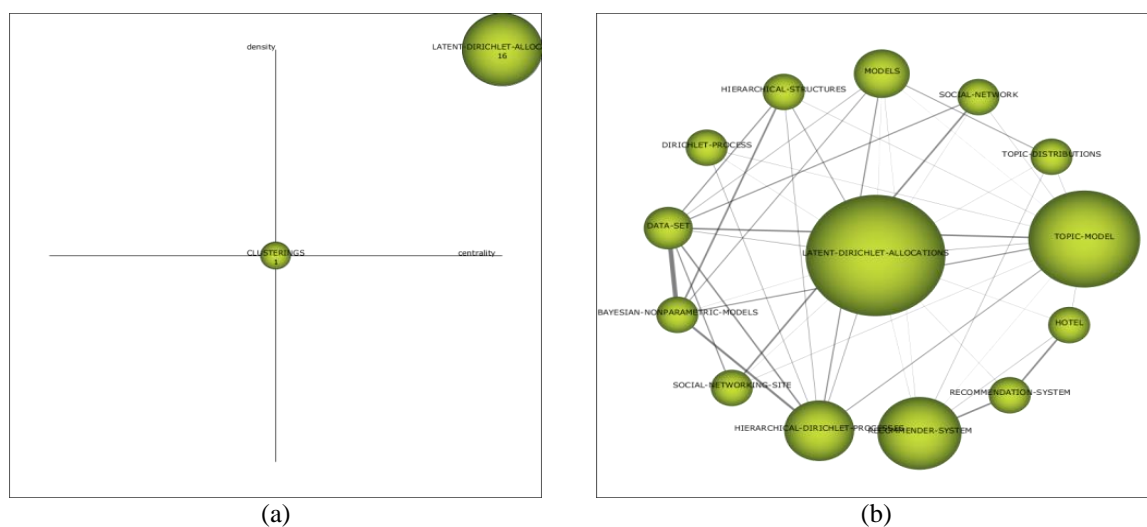 density
LATENT-DIRICHLET-ALLOC
16
CLUSTERINGS
1
centrality
(a)
MODELS
HIERARCHICAL-STRUCTURES
SOCIAL-NETWORK
DIRICHLET-PROCESS
TOPIC-DISTRIBUTIONS
DATA-SET
TOPIC-MODEL
LATENT-DIRICHLET-ALLOCATIONS
BAYESIAN-NONPARAMETRIC-MODELS
HOTEL
SOCIAL-NETWORKING-SITE
RECOMMENDATION-SYSTEM
HIERARCHICAL-DIRICHLET-PROCESSES
RECOMMENDER-SYSTEM
(b)